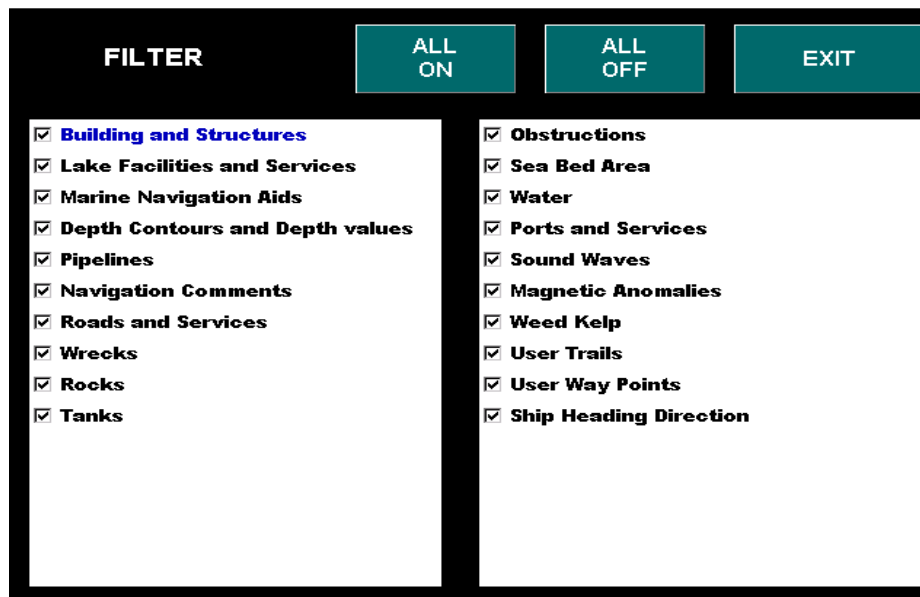 FILTER
ALL
ON
ALL
OFF
EXIT
Building and Structures
Lake Facilities and Services
Marine Navigation Aids
Depth Contours and Depth values
Pipelines
Navigation Comments
Roads and Services
Wrecks
Rocks
Tanks
Obstructions
Sea Bed Area
Water
Ports and Services
Sound Waves
Magnetic Anomalies
Weed Kelp
User Trails
User Way Points
Ship Heading Direction